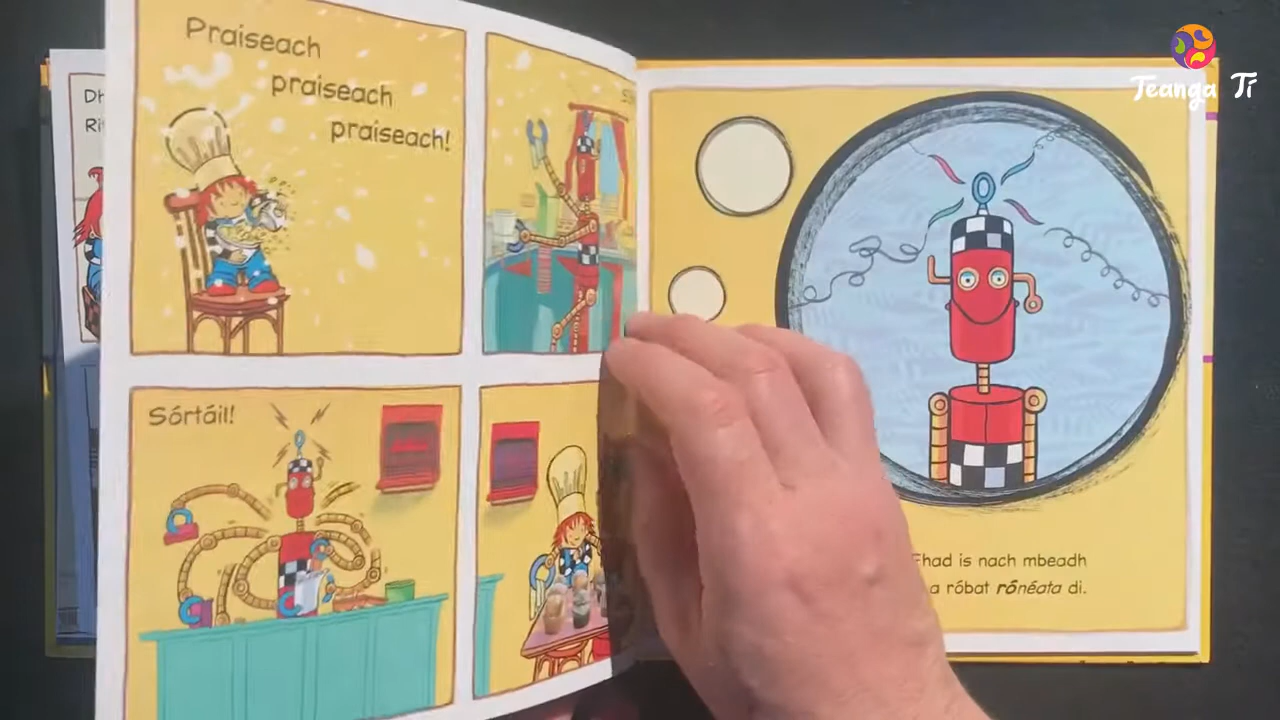 Praiseach
praiseach
praiseach!
Sórtáil!
Fhad is nach mbeadh
a róbat rónéata di.
Teanga Tí